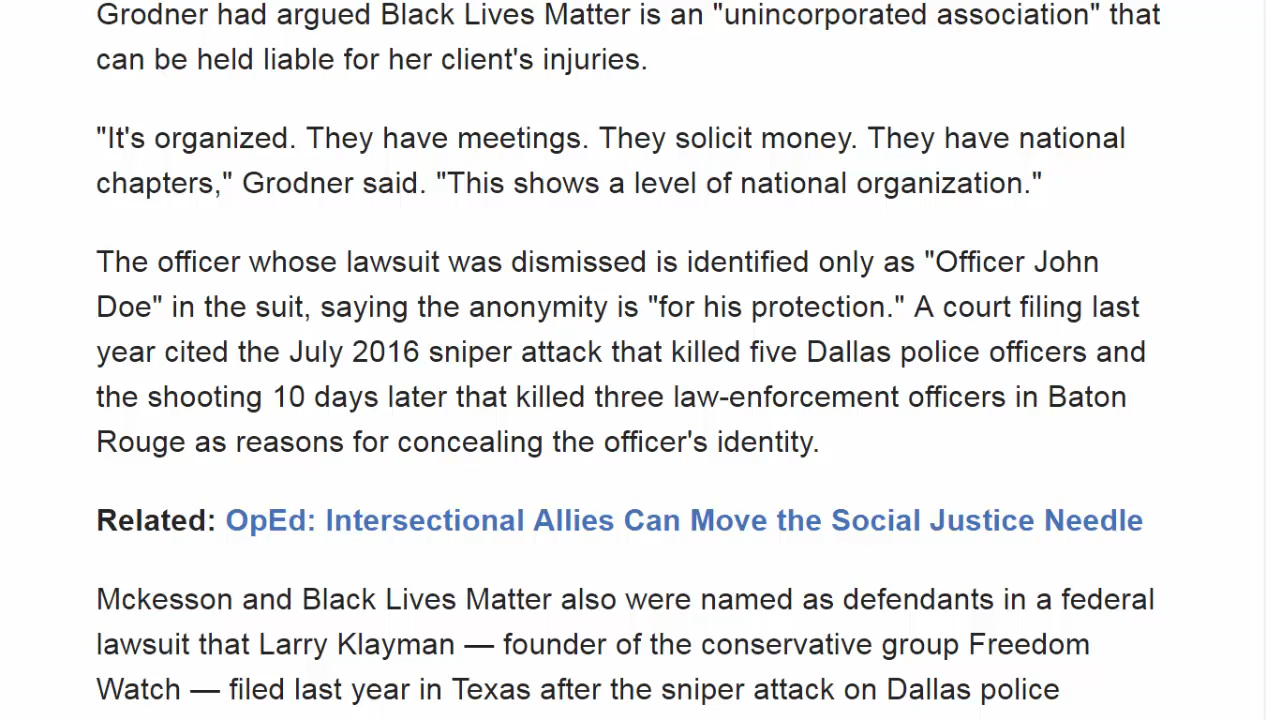 Grodner had argued Black Lives Matter is an "unincorporated association" that
can be held liable for her client's injuries.
"It's organized. They have meetings. They solicit money. They have national
chapters," Grodner said. "This shows a level of national organization."
The officer whose lawsuit was dismissed is identified only as "Officer John
Doe" in the suit, saying the anonymity is "for his protection." A court filing last
year cited the July 2016 sniper attack that killed five Dallas police officers and
the shooting 10 days later that killed three law-enforcement officers in Baton
Rouge as reasons for concealing the officer's identity.
Related: OpEd: Intersectional Allies Can Move the Social Justice Needle
Mckesson and Black Lives Matter also were named as defendants in a federal
lawsuit that Larry Klayman — founder of the conservative group Freedom
Watch — filed last year in Texas after the sniper attack on Dallas police